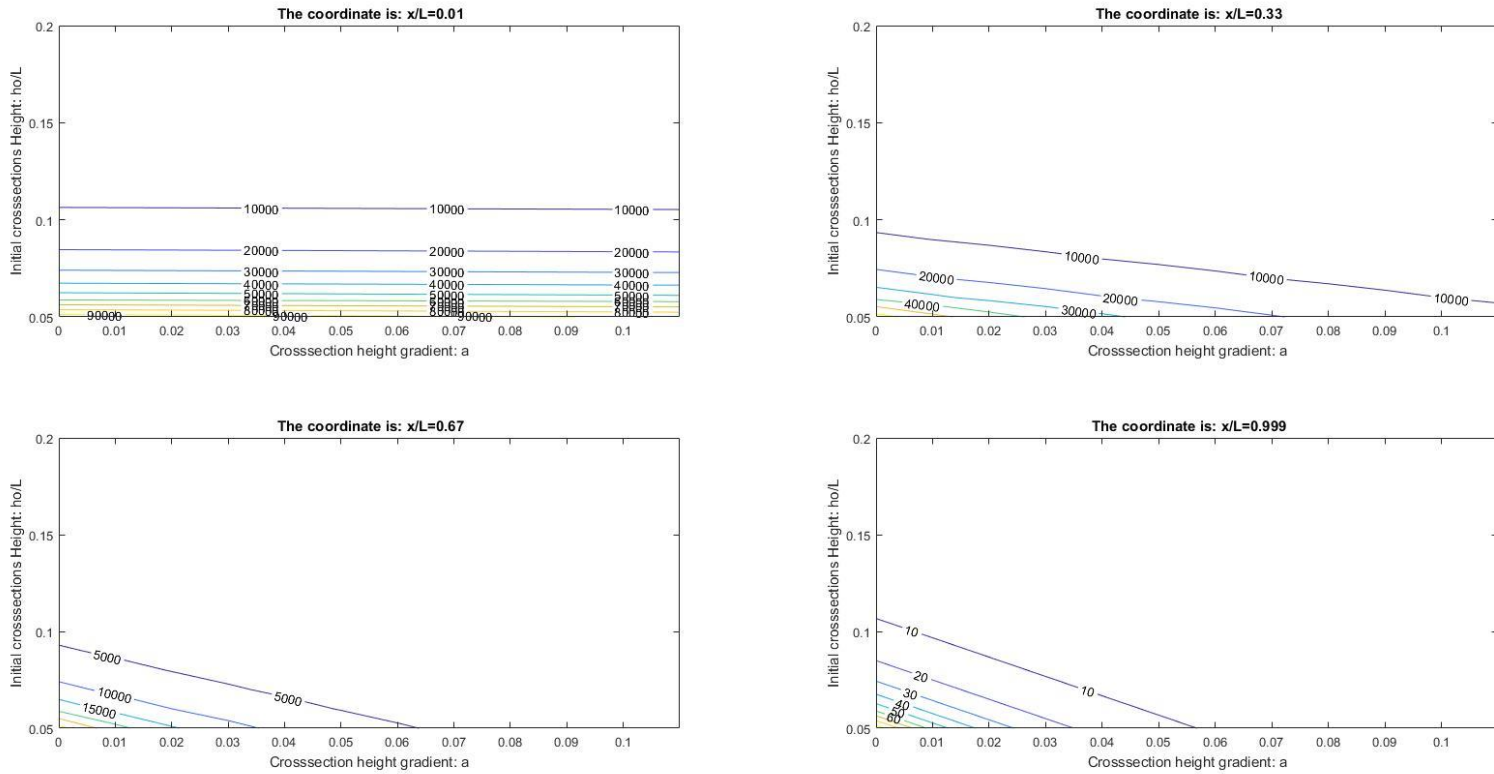 The coordinate is: x/L=0.01
0.2
0.15
0.1
0.05
Initial crosssections Height: ho/L
10000 10000 10000
20000 20000 20000
30000 30000 30000
40000 40000 40000
50000 50000 50000
80000 80000 80000
90000 90000 90000
0 0.01 0.02 0.03 0.04 0.05 0.06 0.07 0.08 0.09 0.1
Crosssection height gradient: a
The coordinate is: x/L=0.33
0.2
0.15
0.1
0.05
Initial crosssections Height: ho/L
10000 10000 10000
20000 20000
40000 30000
0 0.01 0.02 0.03 0.04 0.05 0.06 0.07 0.08 0.09 0.1
Crosssection height gradient: a
The coordinate is: x/L=0.67
0.2
0.15
0.1
0.05
Initial crosssections Height: ho/L
5000 5000
10000
15000
0 0.01 0.02 0.03 0.04 0.05 0.06 0.07 0.08 0.09 0.1
Crosssection height gradient: a
The coordinate is: x/L=0.999
0.2
0.15
0.1
0.05
Initial crosssections Height: ho/L
10 10
20
30
40
50
60
0 0.01 0.02 0.03 0.04 0.05 0.06 0.07 0.08 0.09 0.1
Crosssection height gradient: a